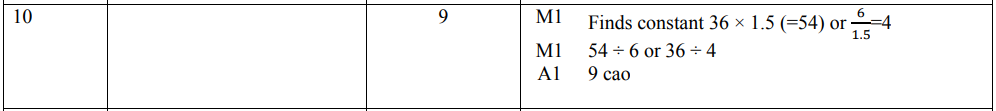 10 9 M1 Finds constant 36 × 1.5 (=54) or 6/1.5=4
M1 54 ÷ 6 or 36 ÷ 4
A1 9 cao